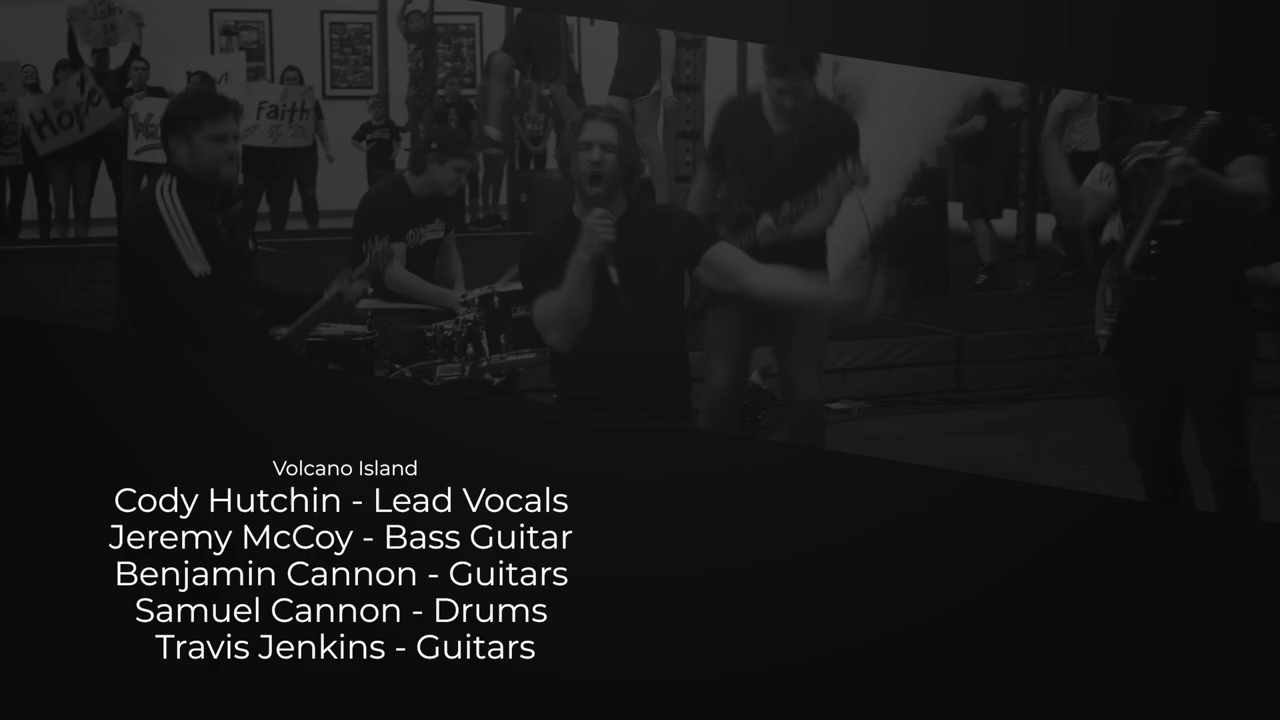 Hope
Faith
FUEL
Volcano Island
Cody Hutchin - Lead Vocals
Jeremy McCoy - Bass Guitar
Benjamin Cannon - Guitars
Samuel Cannon - Drums
Travis Jenkins - Guitars